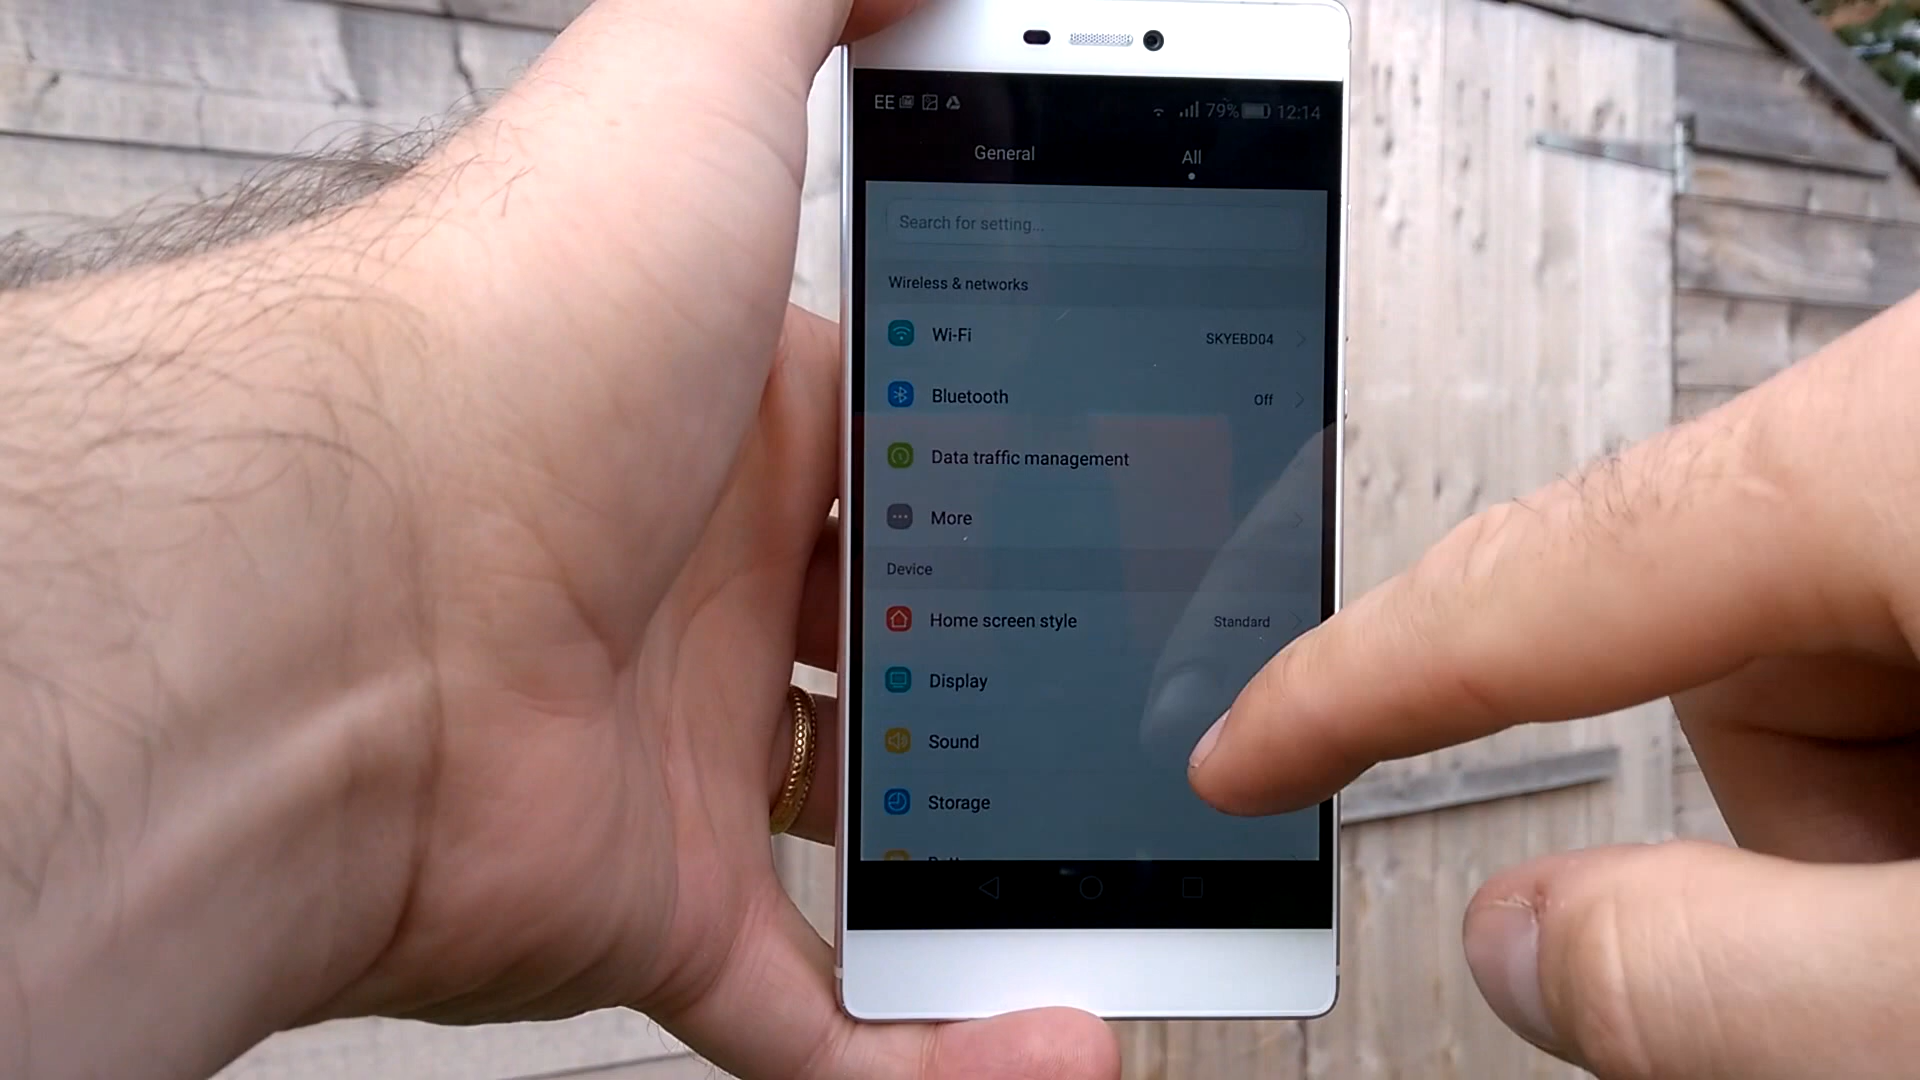 EE 79% 12:14
General All
Search for setting...
Wireless & networks
Wi-Fi SKYEBD04
Bluetooth Off
Data traffic management
More
Device
Home screen style Standard
Display
Sound
Storage